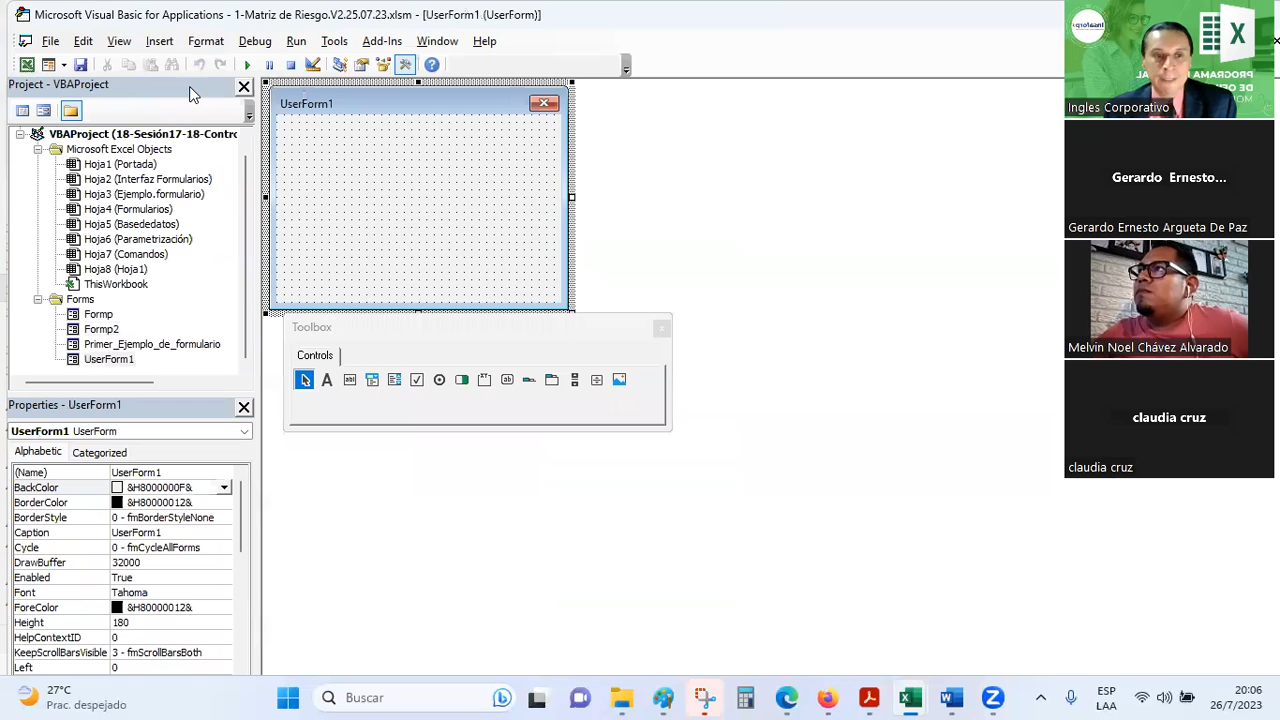 Microsoft Visual Basic for Applications - 1-Matriz de Riesgo.V2.25.07.23.xlsm - [UserForm1 (UserForm)]
File Edit View Insert Format Debug Run Tools Add-Ins Window Help
Project - VBAProject
VBAProject (18-Sesión17-18-Contro
Microsoft Excel Objects
Hoja1 (Portada)
Hoja2 (Interfaz Formularios)
Hoja3 (Ejemplo.formulario)
Hoja4 (Formularios)
Hoja5 (Basededatos)
Hoja6 (Parametrización)
Hoja7 (Comandos)
Hoja8 (Hoja1)
ThisWorkbook
Forms
Formp
Formp2
Primer_Ejemplo_de_formulario
UserForm1
Properties - UserForm1
UserForm1 UserForm
Alphabetic Categorized
(Name) UserForm1
BackColor &H8000000F&
BorderColor &H80000012&
BorderStyle 0 - fmBorderStyleNone
Caption UserForm1
Cycle 0 - fmCycleAllForms
DrawBuffer 32000
Enabled True
Font Tahoma
ForeColor &H80000012&
Height 180
HelpContextID 0
KeepScrollBarsVisible 3 - fmScrollBarsBoth
Left 0
UserForm1
Toolbox
Controls
Ingles Corporativo
Gerardo Ernesto...
Gerardo Ernesto Argueta De Paz
Melvin Noel Chávez Alvarado
claudia cruz
claudia cruz
27°C
Prac. despejado
Buscar
ESP
LAA
20:06
26/7/2023